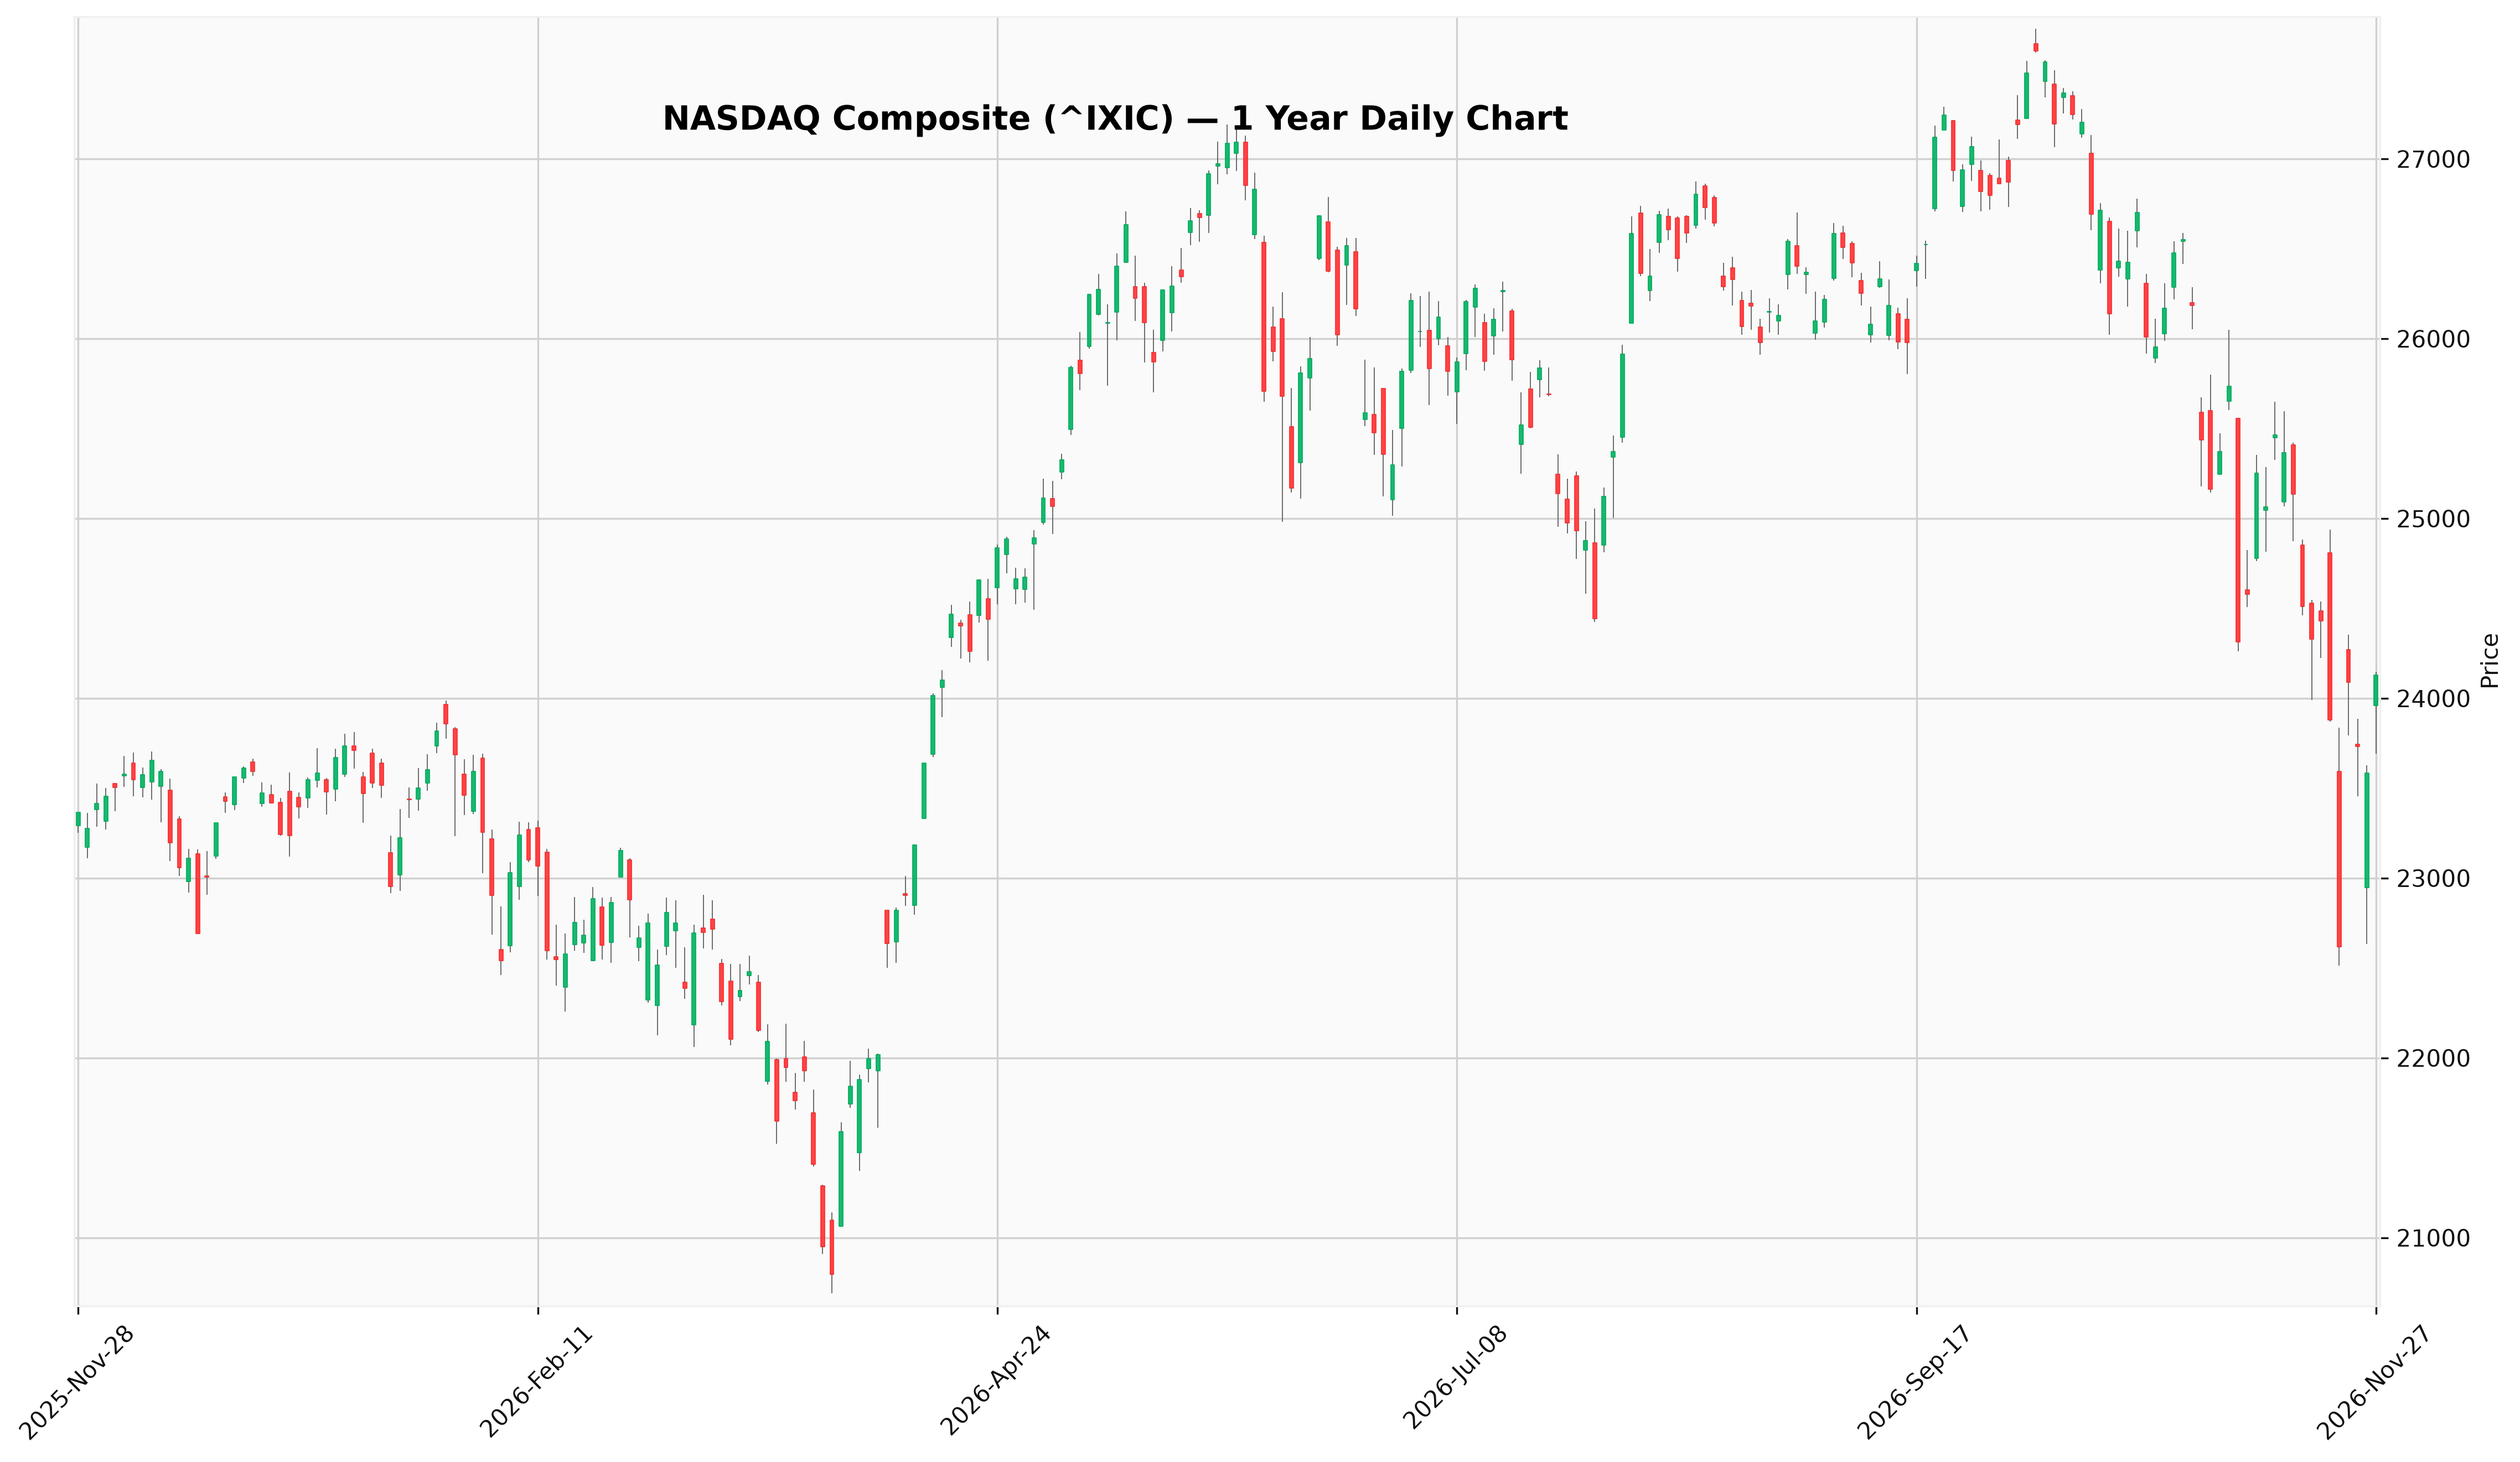 NASDAQ Composite (^IXIC) — 1 Year Daily Chart
27000
26000
25000
24000
23000
22000
21000
Price
2025-Nov-28
2026-Feb-11
2026-Apr-24
2026-Jul-08
2026-Sep-17
2026-Nov-27